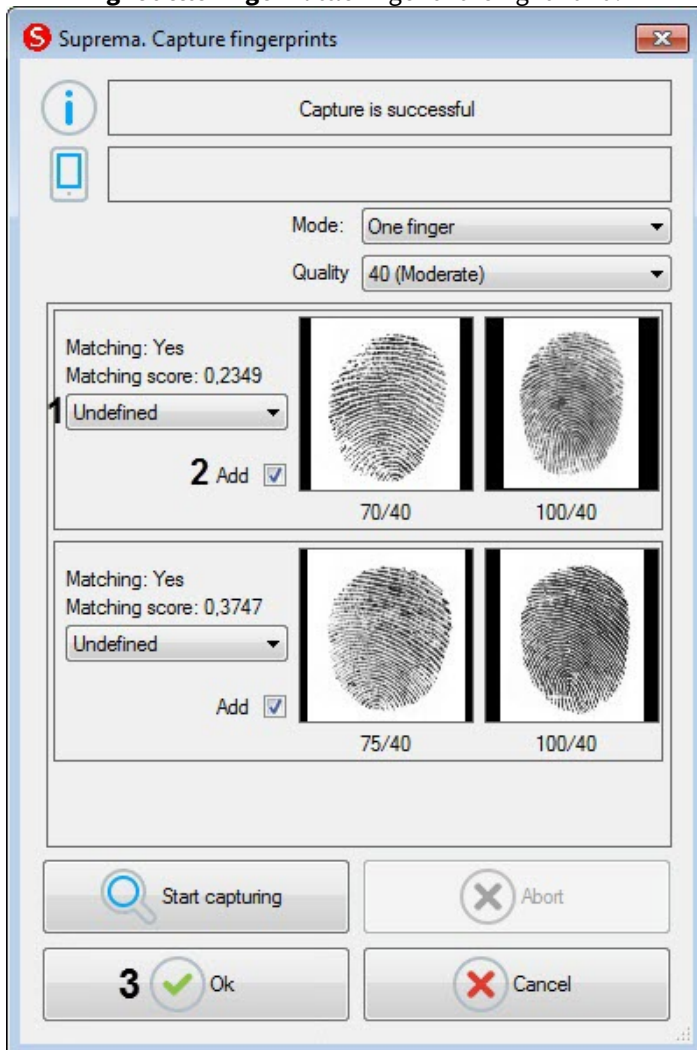 Suprema. Capture fingerprints
Capture is successful
Mode: One finger
Quality 40 (Moderate)
Matching: Yes
Matching score: 0,2349
1 Undefined
2 Add
70/40 100/40
Matching: Yes
Matching score: 0,3747
Undefined
Add
75/40 100/40
Start capturing Abort
3 Ok Cancel